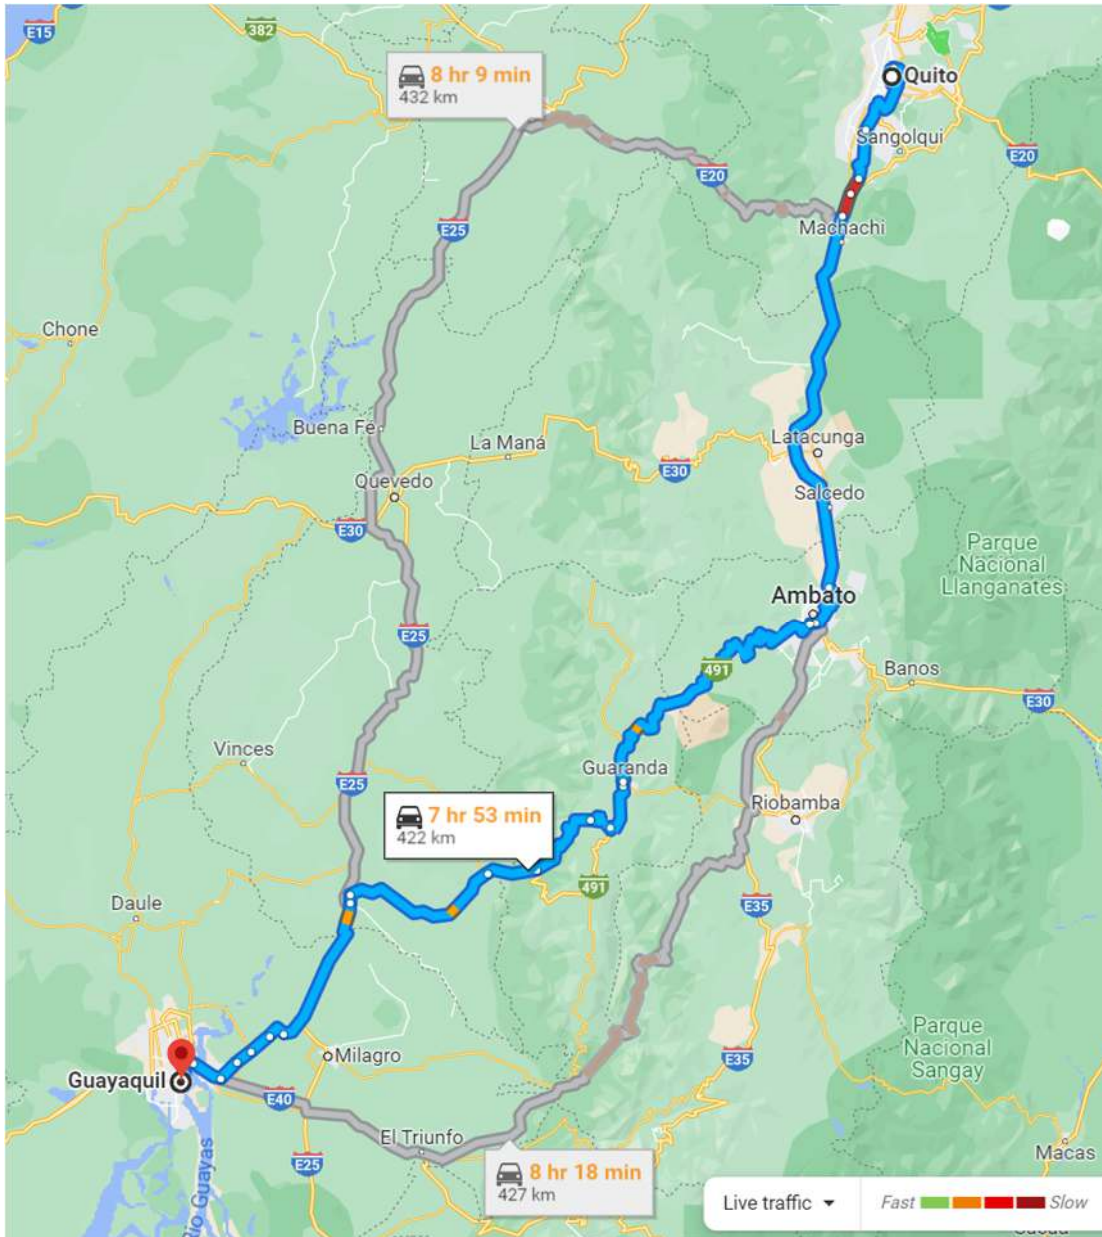 E15
382
8 hr 9 min
432 km
Quito
Sangolqui
E20
E20
E25
Machachi
Chone
Buena Fe
La Maná
Latacunga
E30
Quevedo
Salcedo
E30
Parque
Nacional
Llanganates
Ambato
E25
491
Banos
E30
Vinces
Guaranda
E25
Riobamba
7 hr 53 min
422 km
491
Daule
E35
Parque
Nacional
Sangay
Milagro
E35
Guayaquil
E40
El Triunfo
E25
Macas
8 hr 18 min
427 km
Rio Guayas
Live traffic
Fast
Slow